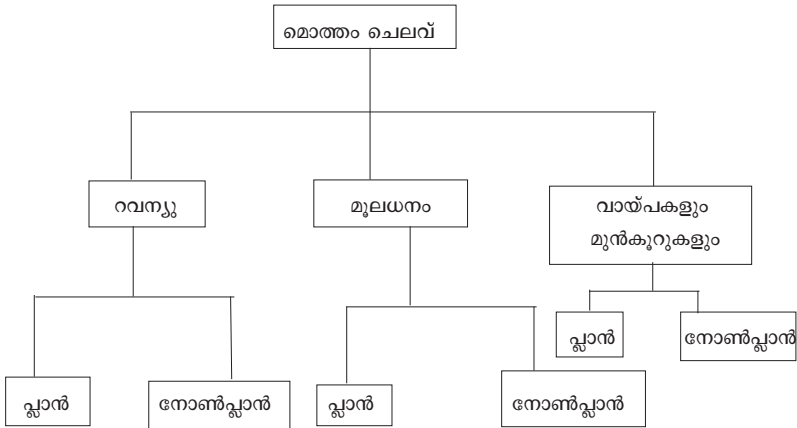 മൊത്തം ചെലവ്
റവന്യു
മൂലധനം
വായ്പകളും
മുൻകൂറുകളും
പ്ലാൻ
നോൺപ്ലാൻ
പ്ലാൻ
നോൺപ്ലാൻ
പ്ലാൻ
നോൺപ്ലാൻ